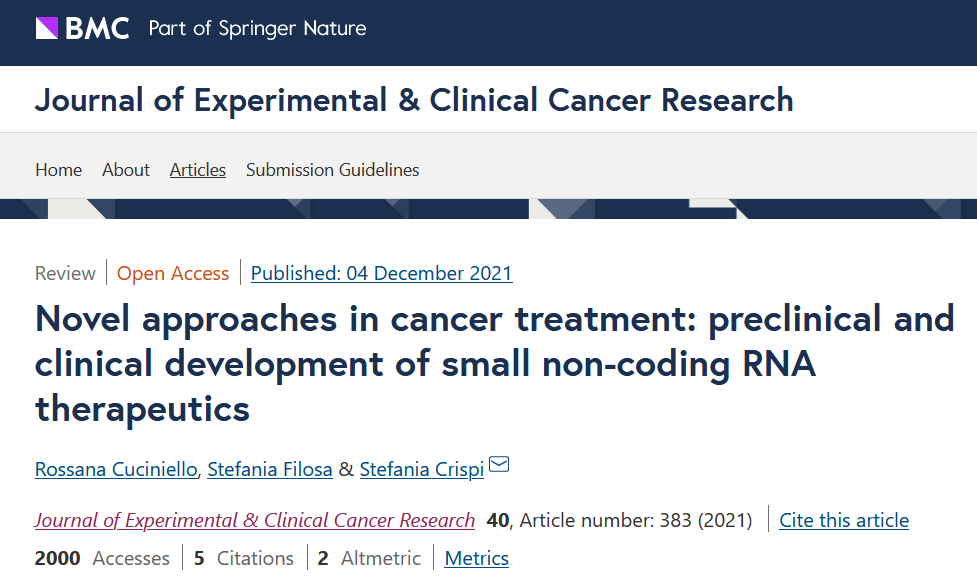 BMC Part of Springer Nature
Journal of Experimental & Clinical Cancer Research
Home About Articles Submission Guidelines
Review Open Access Published: 04 December 2021
Novel approaches in cancer treatment: preclinical and
clinical development of small non-coding RNA
therapeutics
Rossana Cuciniello, Stefania Filosa & Stefania Crispi
Journal of Experimental & Clinical Cancer Research 40, Article number: 383 (2021) Cite this article
2000 Accesses 5 Citations 2 Altmetric Metrics